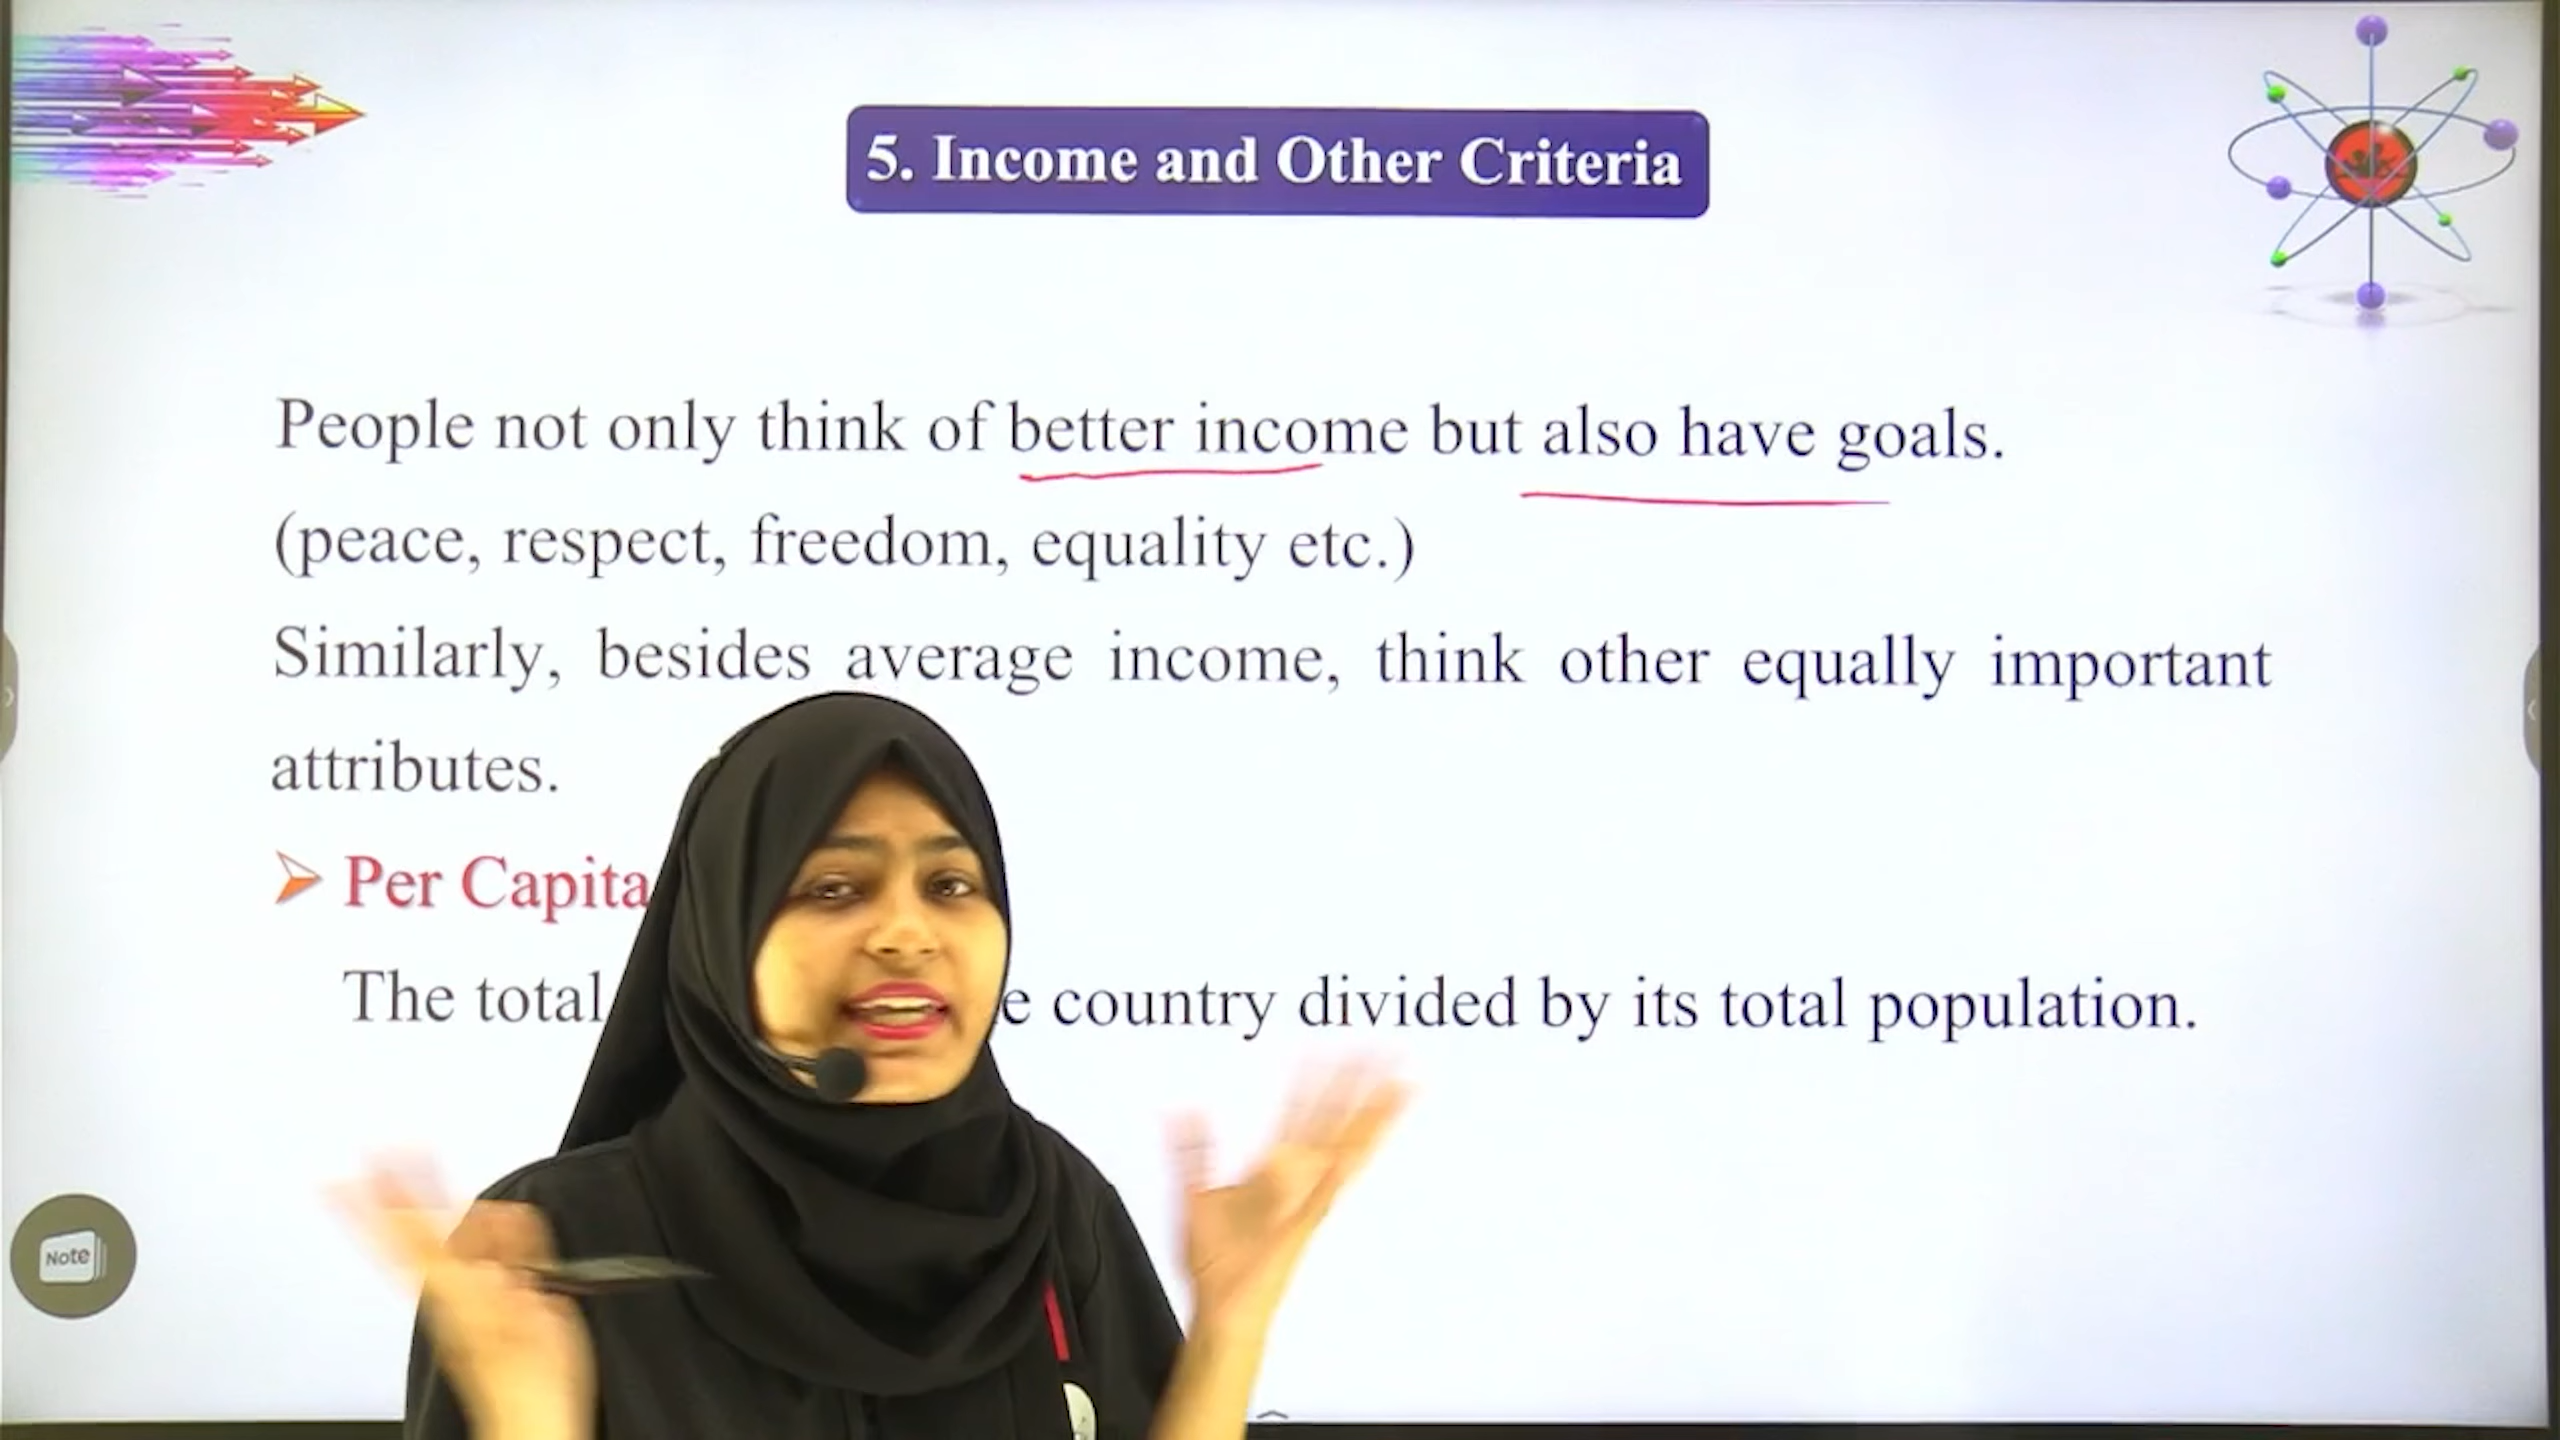 5. Income and Other Criteria
People not only think of better income but also have goals.
(peace, respect, freedom, equality etc.)
Similarly, besides average income, think other equally important
attributes.
Per Capita
The total country divided by its total population.
Note